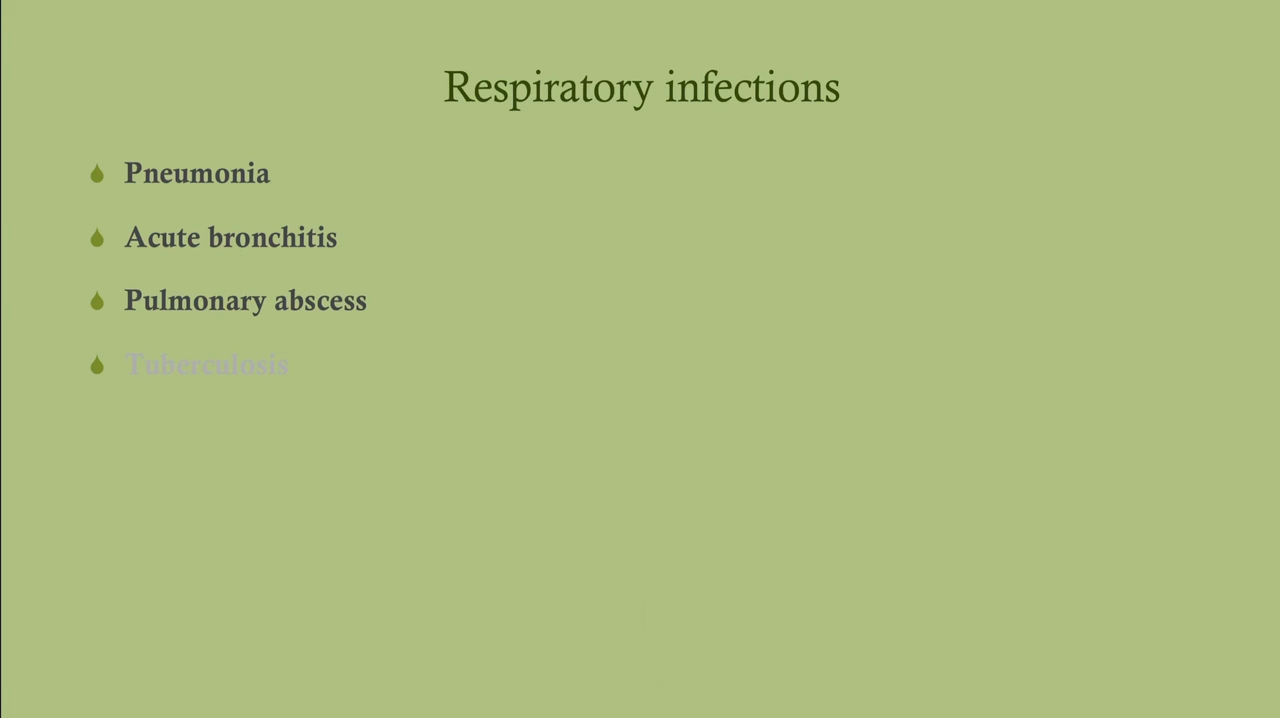 Respiratory infections
Pneumonia
Acute bronchitis
Pulmonary abscess
Tuberculosis